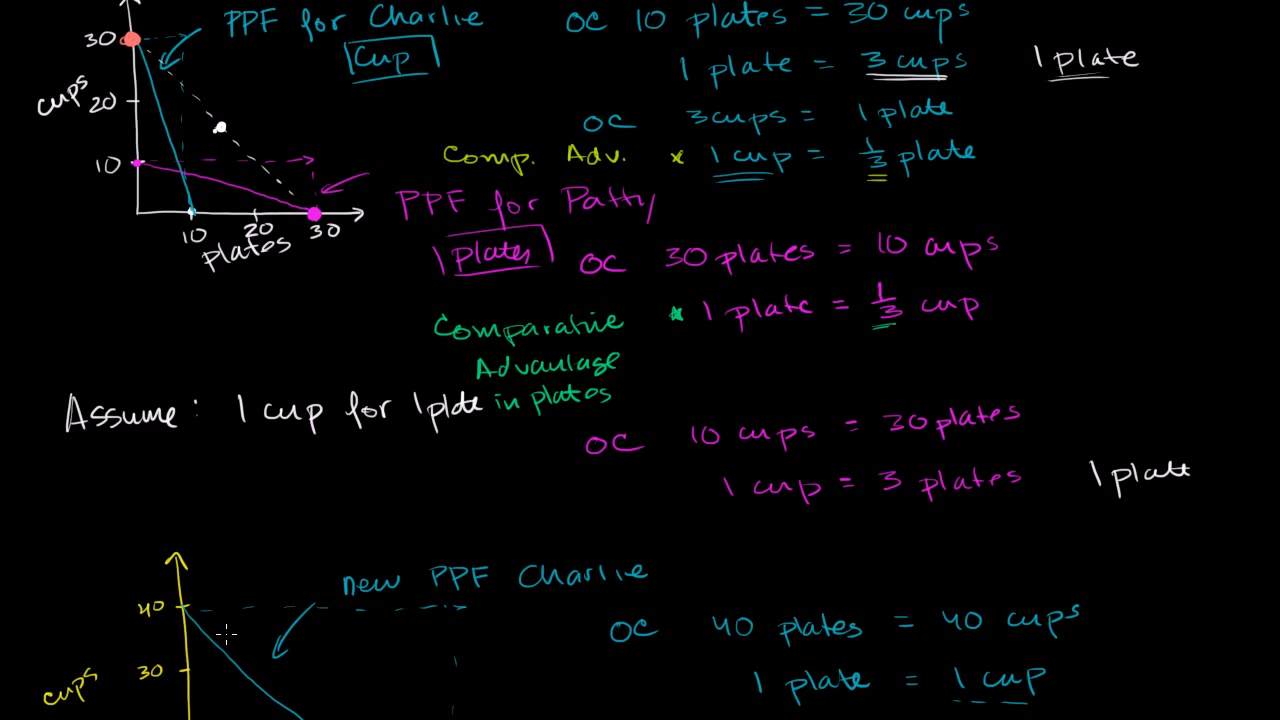 PPF for Charlie
Cup
30
20
10
cups
10 20 30
plates
OC 10 plates = 30 cups
1 plate = 3 cups 1 plate
OC 3 cups = 1 plate
Comp. Adv. * 1 cup = 1/3 plate
PPF for Patty
plates
OC 30 plates = 10 cups
* 1 plate = 1/3 cup
Comparative
Advantage
in plates
Assume: 1 cup for 1 plate
OC 10 cups = 30 plates
1 cup = 3 plates 1 plate
new PPF Charlie
40
30
cups
OC 40 plates = 40 cups
1 plate = 1 cup